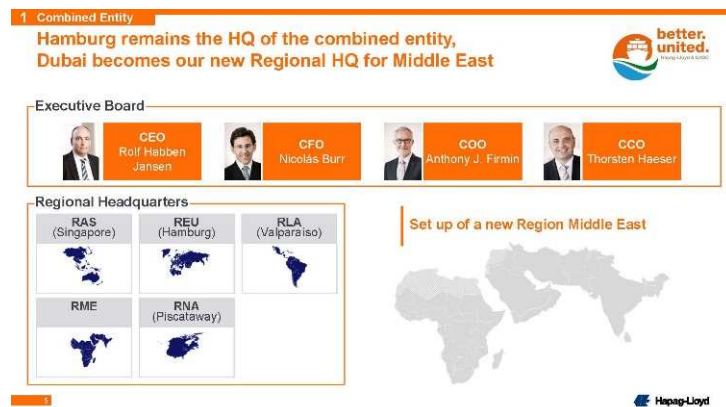 1 Combined Entity
Hamburg remains the HQ of the combined entity,
Dubai becomes our new Regional HQ for Middle East
better.
united.
Hapag-Lloyd & UASC
Executive Board
CEO
Rolf Habben
Jansen
CFO
Nicolás Burr
COO
Anthony J. Firmin
CCO
Thorsten Haeser
Regional Headquarters
RAS
(Singapore)
REU
(Hamburg)
RLA
(Valparaiso)
RME
RNA
(Piscataway)
Set up of a new Region Middle East
5
Hapag-Lloyd